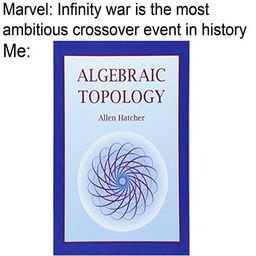 Marvel: Infinity war is the most
ambitious crossover event in history
Me:
ALGEBRAIC
TOPOLOGY
Allen Hatcher